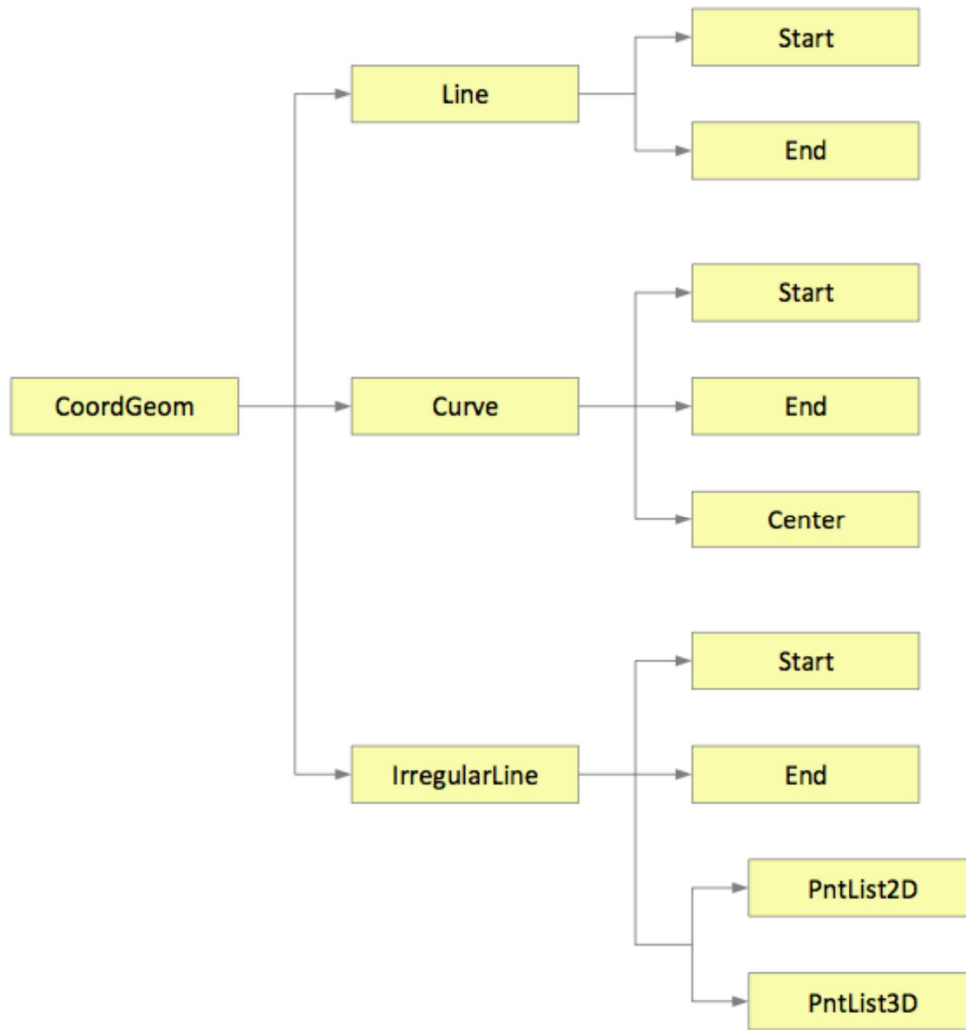 Start
Line
End
Start
CoordGeom
Curve
End
Center
Start
IrregularLine
End
PntList2D
PntList3D